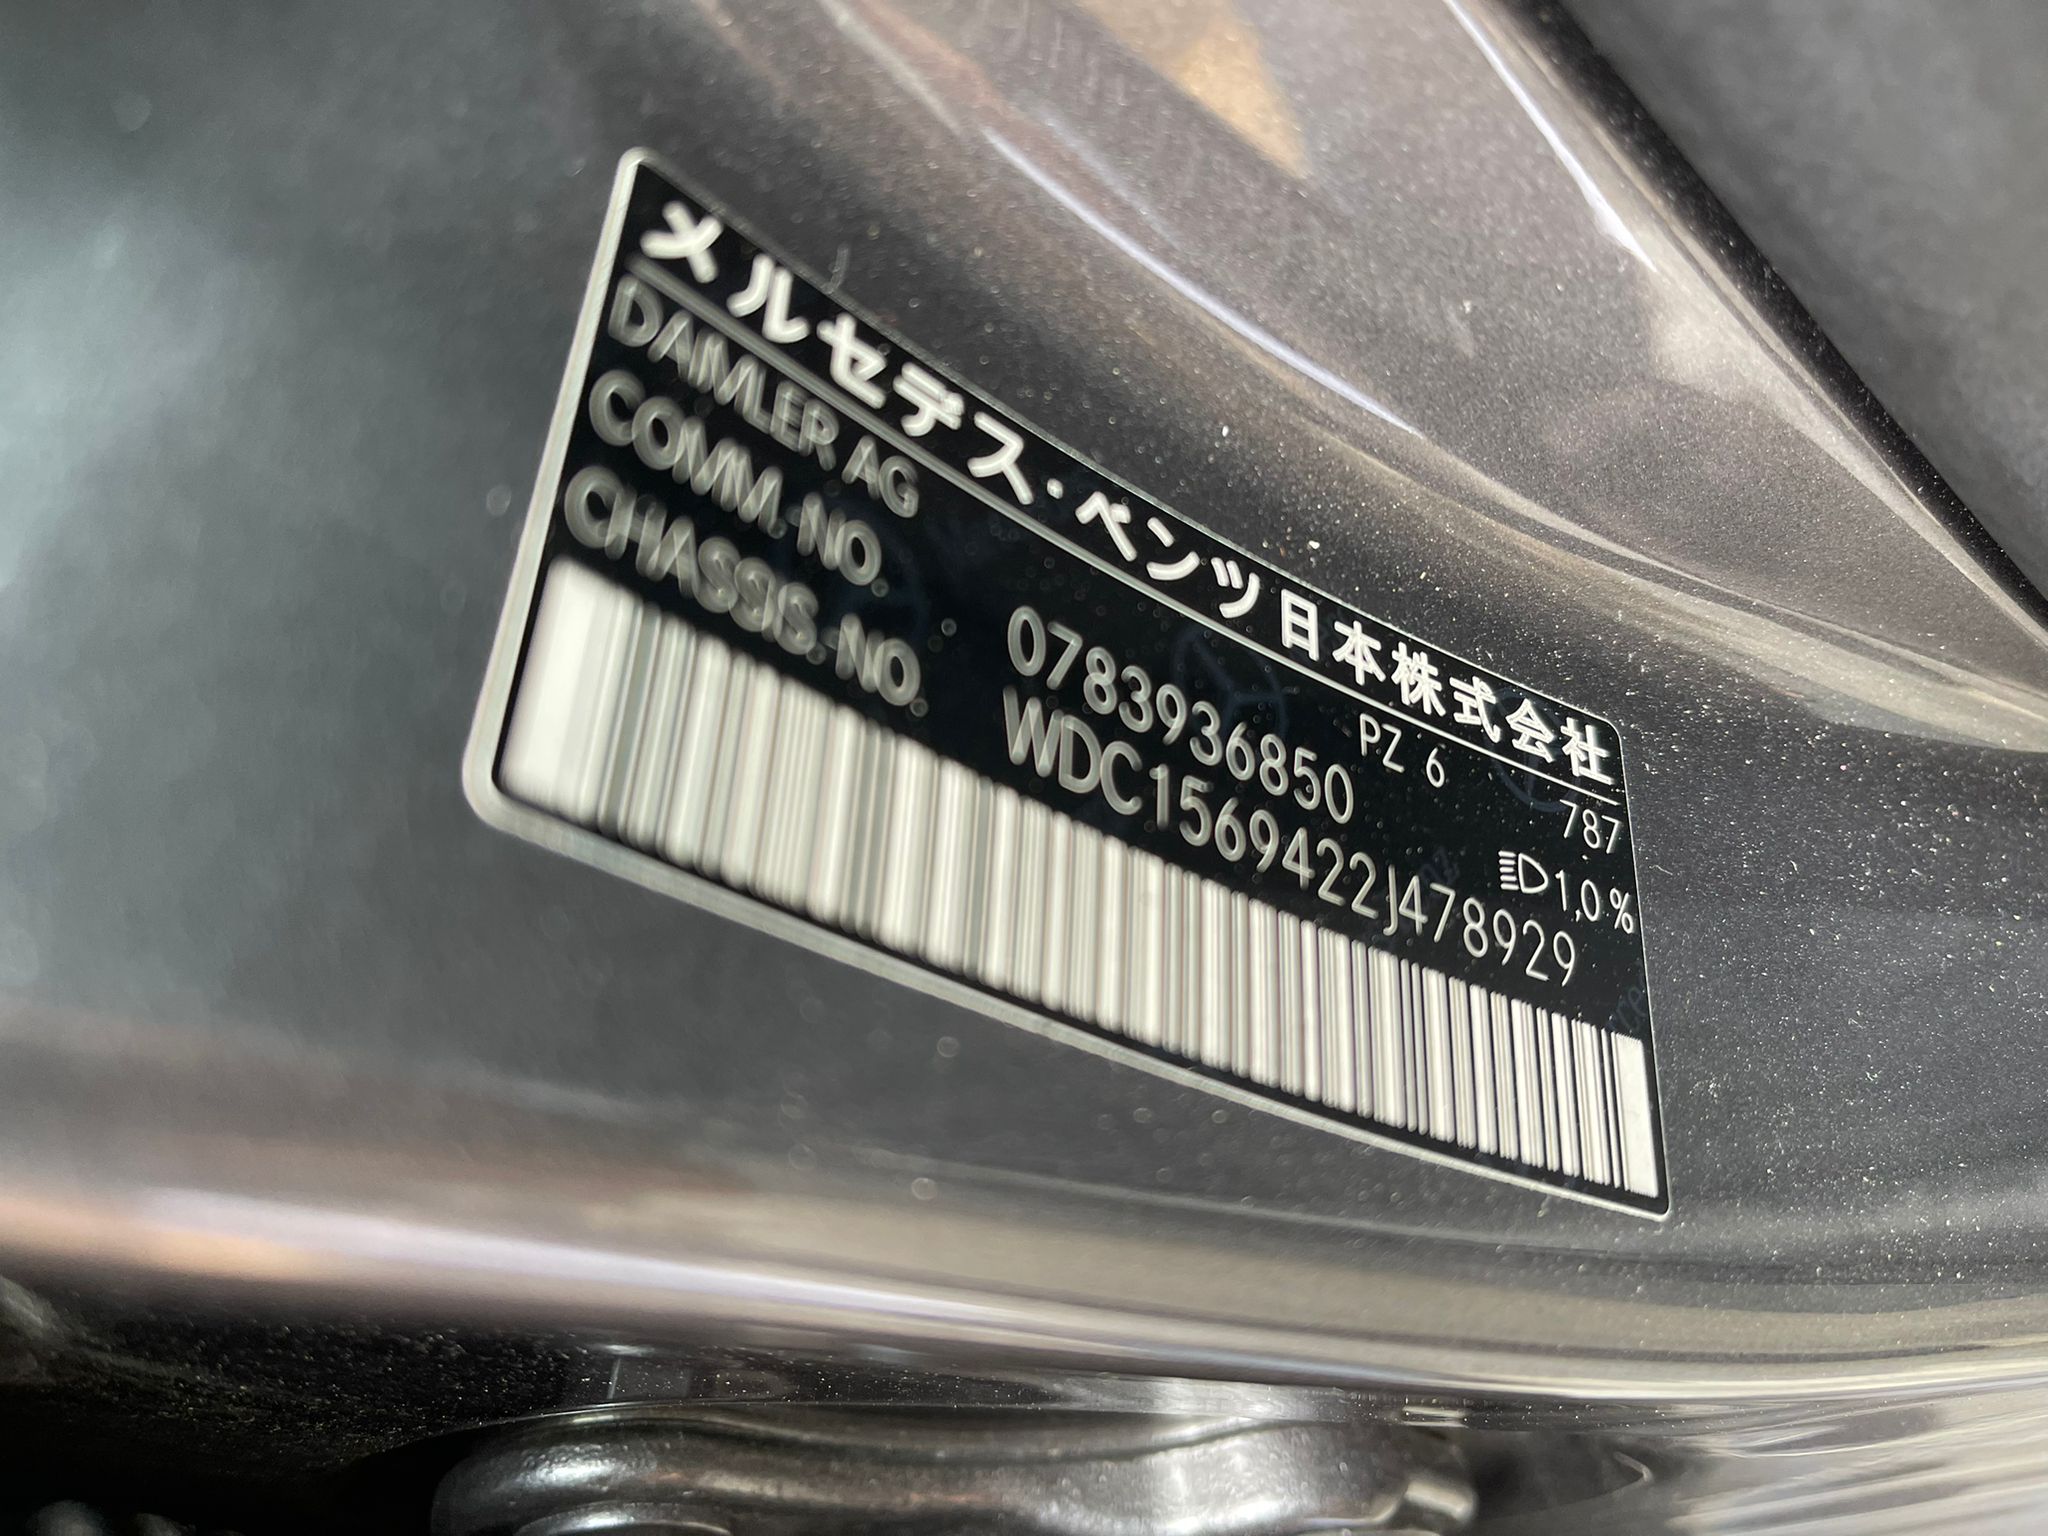 メルセデス・ベンツ日本株式会社
DAIMLER AG PZ 6 787
COMM. NO. 0783936850 1,0 %
CHASSIS. NO. WDC1569422J478929